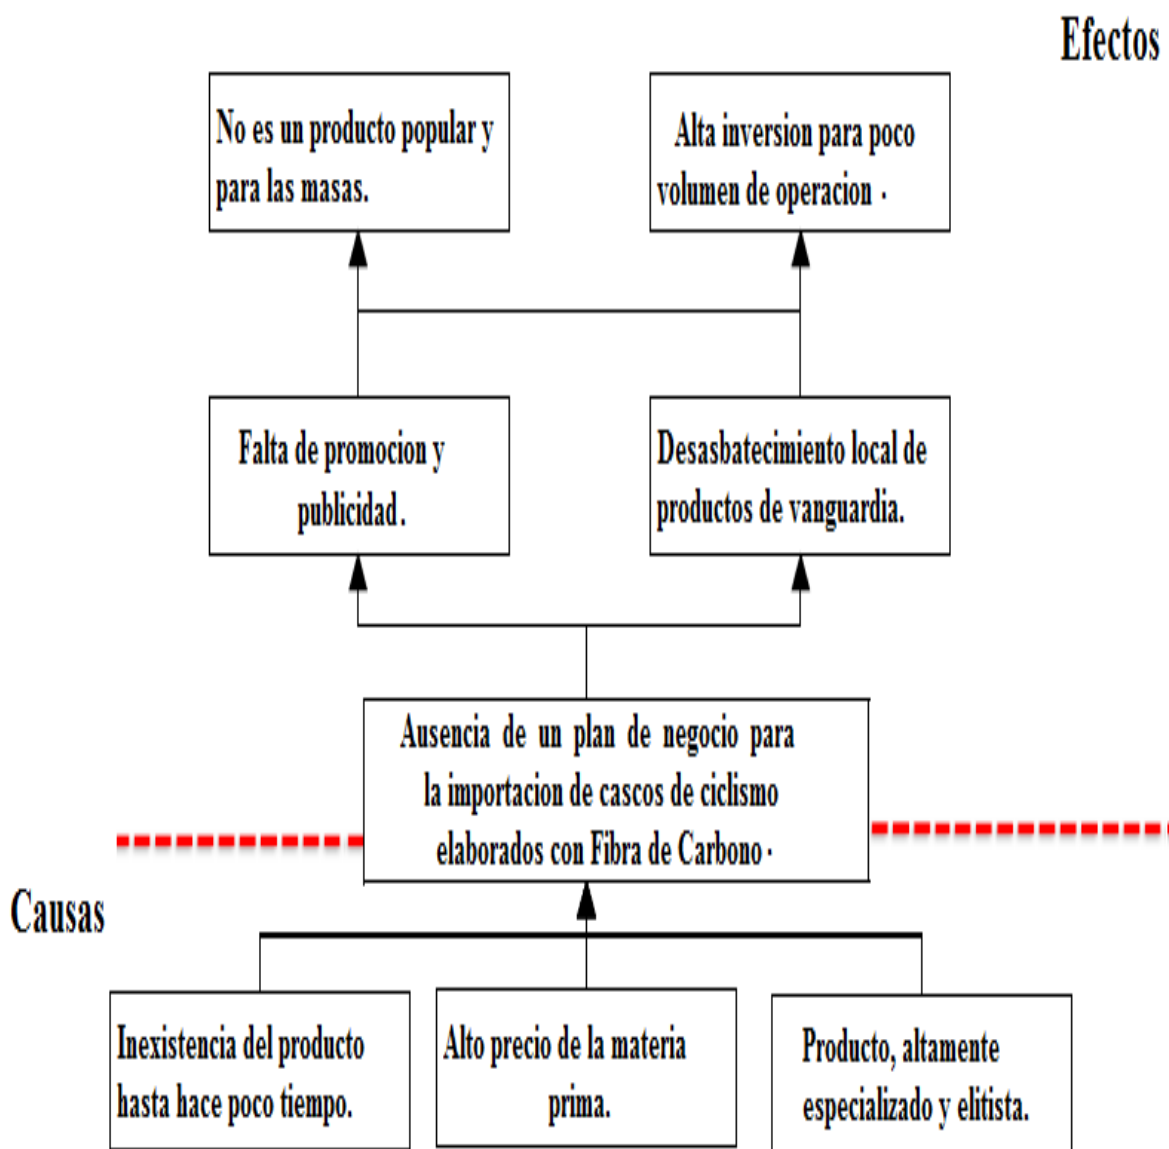 Efectos
No es un producto popular y
para las masas.
Alta inversion para poco
volumen de operacion .
Falta de promocion y
publicidad .
Desasbatecimiento local de
productos de vanguardia.
Ausencia de un plan de negocio para
la importacion de cascos de ciclismo
elaborados con Fibra de Carbono .
Causas
Inexistencia del producto
hasta hace poco tiempo.
Alto precio de la materia
prima.
Producto, altamente
especializado y elitista.